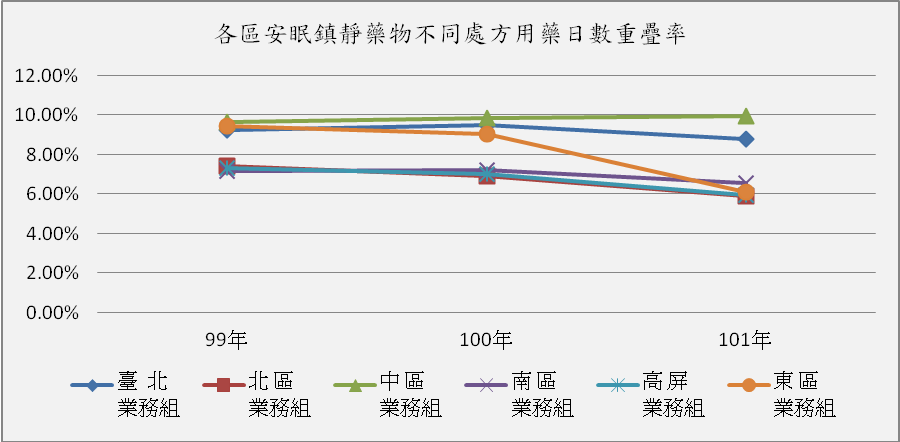 各區安眠鎮靜藥物不同處方用藥日數重疊率
12.00%
10.00%
8.00%
6.00%
4.00%
2.00%
0.00%
99年 100年 101年
臺 北 北區 中區 南區 高屏 東區
業務組 業務組 業務組 業務組 業務組 業務組